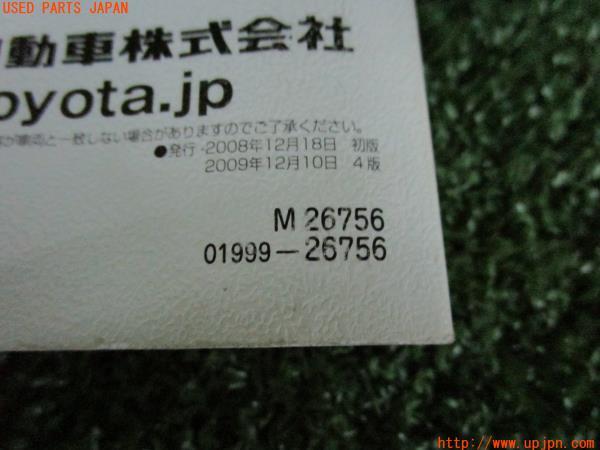 USED PARTS JAPAN
動車株式会社
oyota.jp
車両と一致しない場合がありますのでご了承ください。
●発行 2008年12月18日 初版
2009年12月10日 4版
M 26756
01999-26756
http://www.upjpn.com/